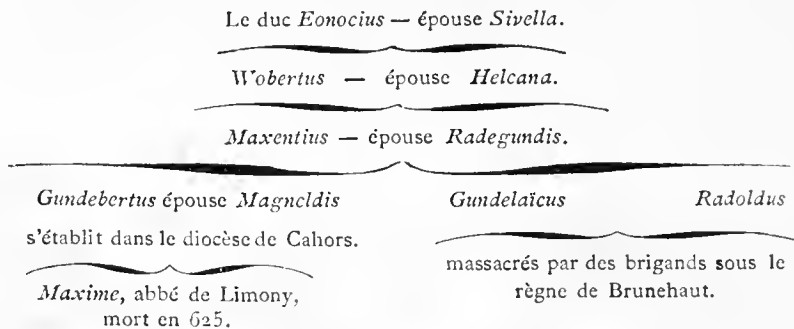 Le duc Eonocius — épouse Sivella.
Wobertus — épouse Helcana.
Maxentius — épouse Radegundis.
Gundebertus épouse Magneldis
s'établit dans le diocèse de Cahors.
Maxime, abbé de Limony,
mort en 625.
Gundelaïcus Radoldus
massacrés par des brigands sous le
règne de Brunehaut.